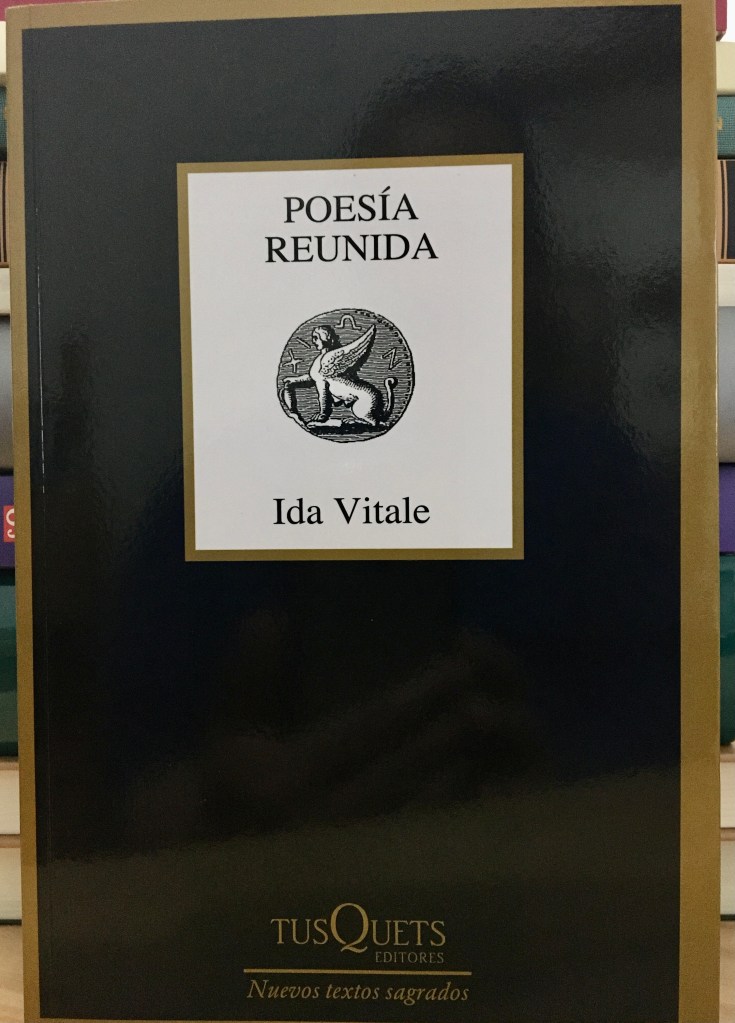 POESÍA
REUNIDA
Ida Vitale
TUSQUETS
EDITORES
Nuevos textos sagrados